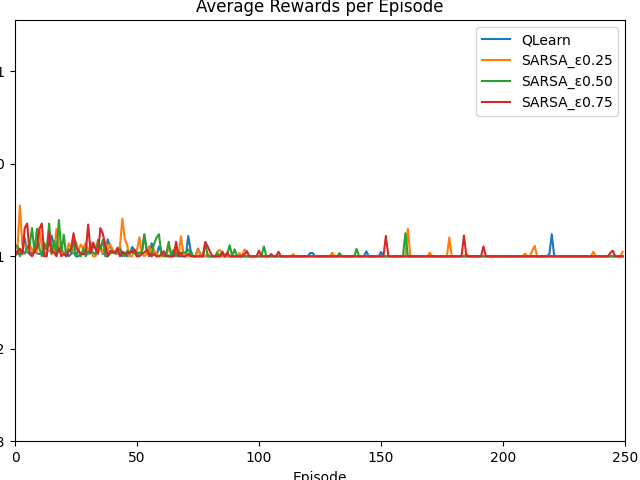 Average Rewards per Episode
QLearn
SARSA_ε0.25
SARSA_ε0.50
SARSA_ε0.75
1
0
1
2
3
0 50 100 150 200 250
Episode